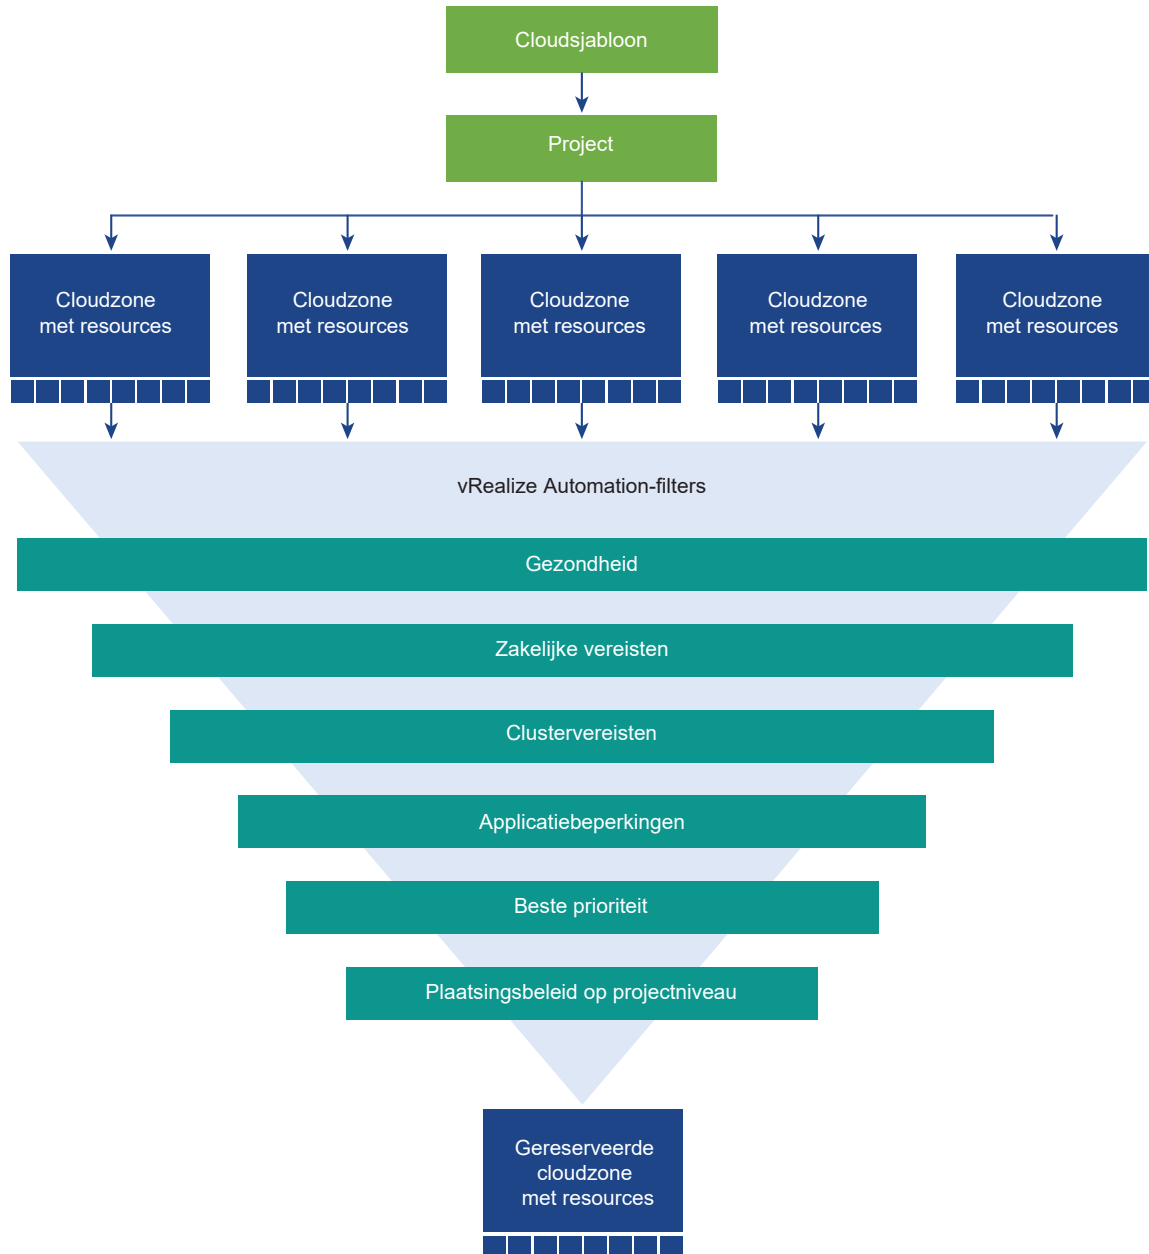 Cloudsjabloon
Project
Cloudzone
met resources
Cloudzone
met resources
Cloudzone
met resources
Cloudzone
met resources
Cloudzone
met resources
vRealize Automation-filters
Gezondheid
Zakelijke vereisten
Clustervereisten
Applicatiebeperkingen
Beste prioriteit
Plaatsingsbeleid op projectniveau
Gereserveerde
cloudzone
met resources